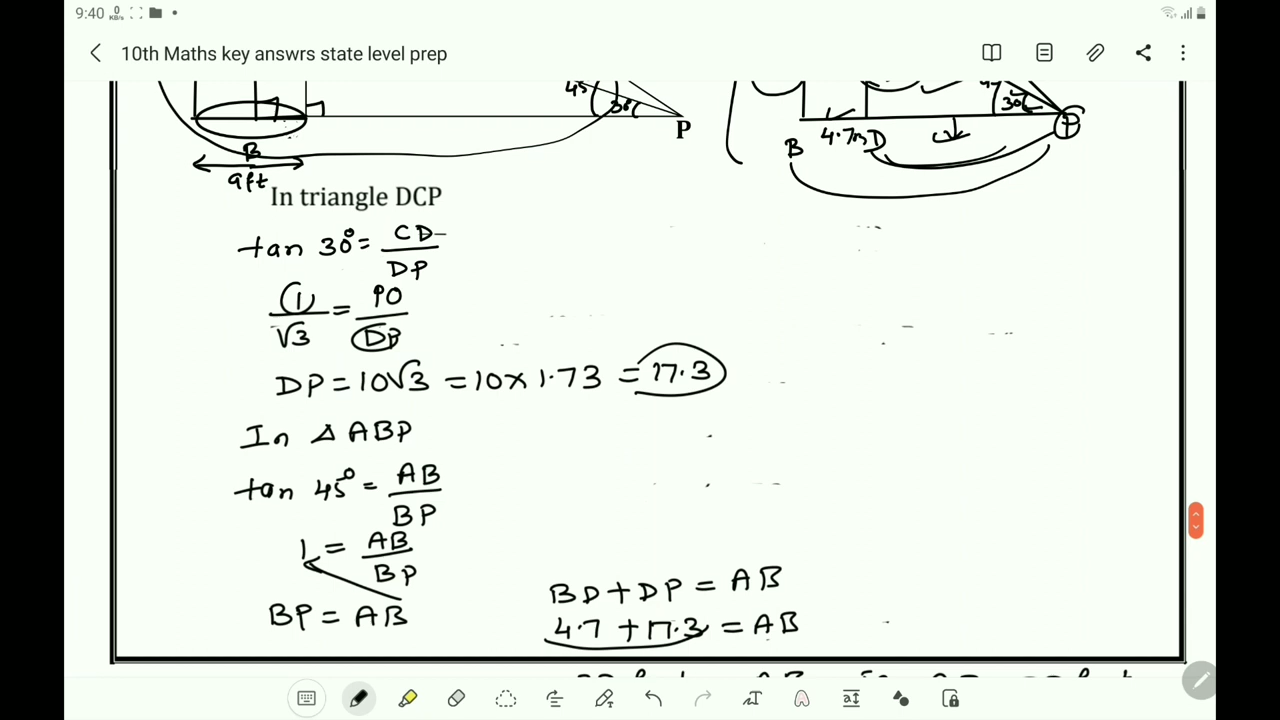 9:40 0 KB/s
10th Maths key answrs state level prep
45 30° P
B
9ft
30
B 4.7m D P
In triangle DCP
tan 30° = CD/DP
1/√3 = 10/DP
DP = 10√3 = 10 × 1.73 = 17.3
In △ ABP
tan 45° = AB/BP
1 = AB/BP
BP = AB
BD + DP = AB
4.7 + 17.3 = AB